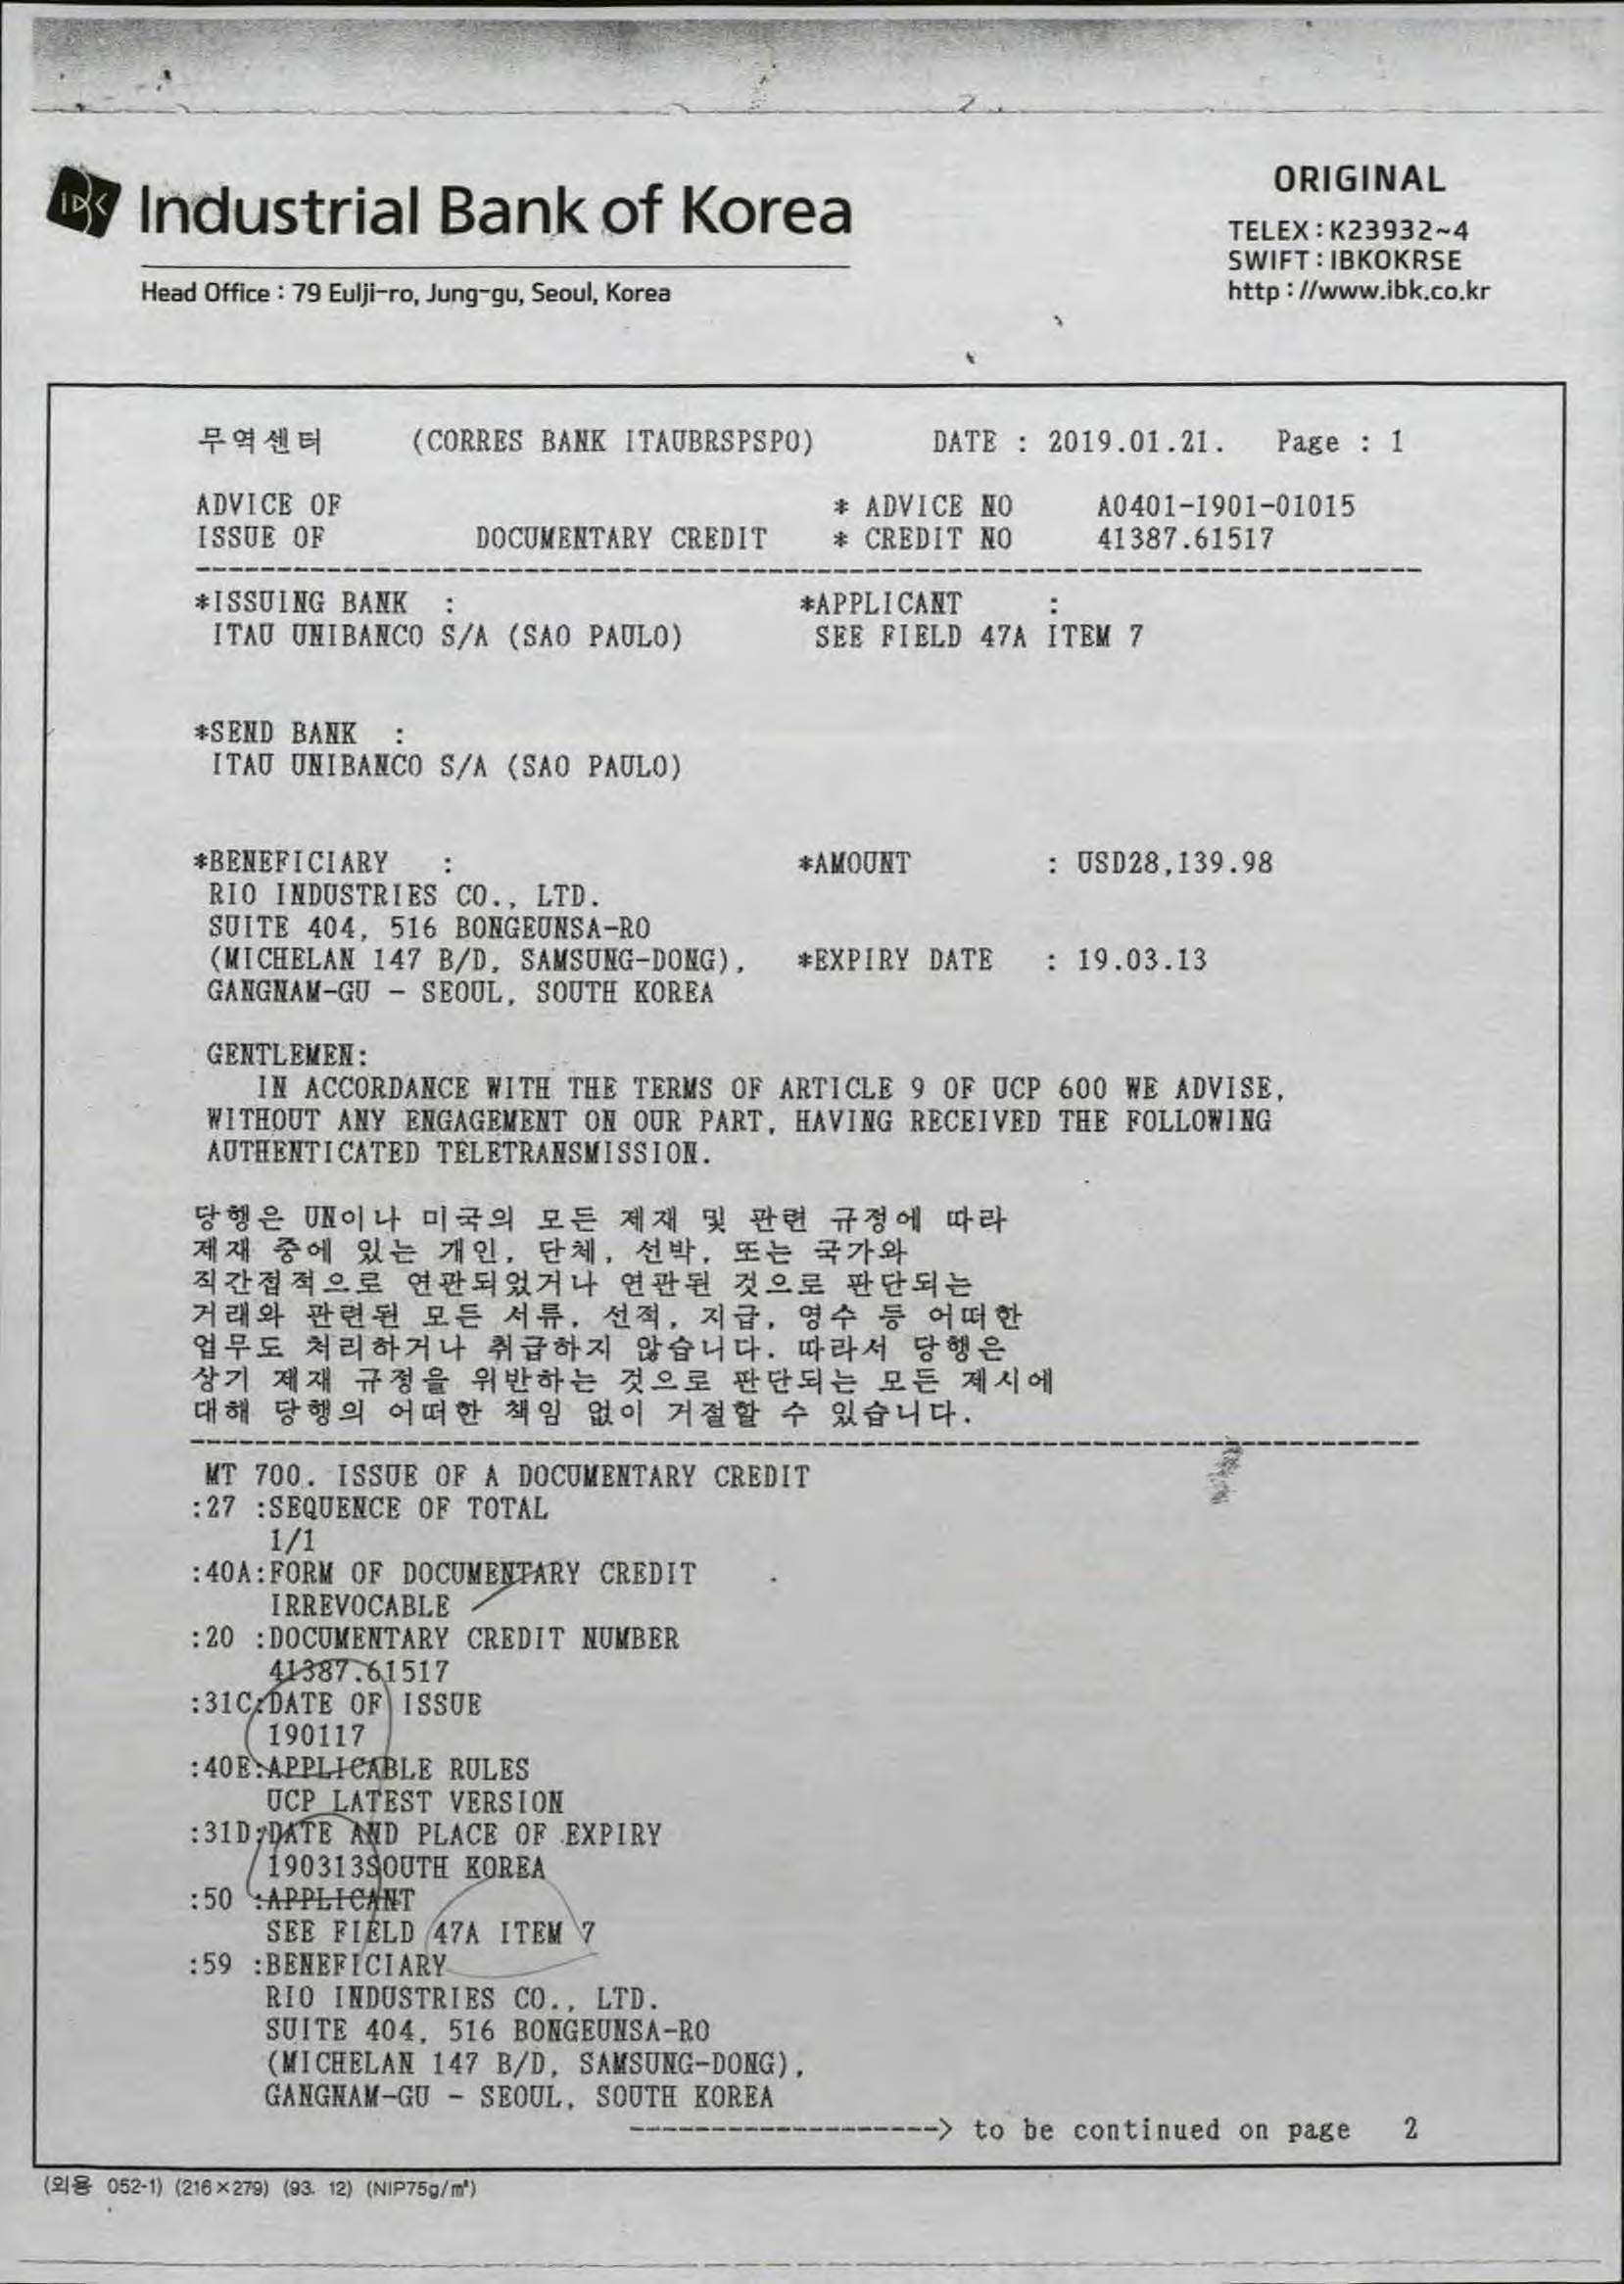 IBK Industrial Bank of Korea
Head Office : 79 Eulji-ro, Jung-gu, Seoul, Korea
ORIGINAL
TELEX : K23932~4
SWIFT : IBKOKRSE
http : //www.ibk.co.kr
무역센터 (CORRES BANK ITAUBRSPSPO) DATE : 2019.01.21. Page : 1
ADVICE OF * ADVICE NO A0401-1901-01015
ISSUE OF DOCUMENTARY CREDIT * CREDIT NO 41387.61517
*ISSUING BANK : *APPLICANT :
ITAU UNIBANCO S/A (SAO PAULO) SEE FIELD 47A ITEM 7
*SEND BANK :
ITAU UNIBANCO S/A (SAO PAULO)
*BENEFICIARY : *AMOUNT : USD28,139.98
RIO INDUSTRIES CO., LTD.
SUITE 404, 516 BONGEUNSA-RO
(MICHELAN 147 B/D, SAMSUNG-DONG), *EXPIRY DATE : 19.03.13
GANGNAM-GU - SEOUL, SOUTH KOREA
GENTLEMEN:
IN ACCORDANCE WITH THE TERMS OF ARTICLE 9 OF UCP 600 WE ADVISE,
WITHOUT ANY ENGAGEMENT ON OUR PART, HAVING RECEIVED THE FOLLOWING
AUTHENTICATED TELETRANSMISSION.
당행은 UN이나 미국의 모든 제재 및 관련 규정에 따라
제재 중에 있는 개인, 단체, 선박, 또는 국가와
직간접적으로 연관되었거나 연관된 것으로 판단되는
거래와 관련된 모든 서류, 선적, 지급, 영수 등 어떠한
업무도 처리하거나 취급하지 않습니다. 따라서 당행은
상기 제재 규정을 위반하는 것으로 판단되는 모든 제시에
대해 당행의 어떠한 책임 없이 거절할 수 있습니다.
MT 700. ISSUE OF A DOCUMENTARY CREDIT
:27 :SEQUENCE OF TOTAL
1/1
:40A:FORM OF DOCUMENTARY CREDIT
IRREVOCABLE
:20 :DOCUMENTARY CREDIT NUMBER
41387.61517
:31C:DATE OF ISSUE
190117
:40E:APPLICABLE RULES
UCP LATEST VERSION
:31D:DATE AND PLACE OF EXPIRY
190313SOUTH KOREA
:50 :APPLICANT
SEE FIELD 47A ITEM 7
:59 :BENEFICIARY
RIO INDUSTRIES CO., LTD.
SUITE 404, 516 BONGEUNSA-RO
(MICHELAN 147 B/D, SAMSUNG-DONG),
GANGNAM-GU - SEOUL, SOUTH KOREA
-------------------> to be continued on page 2
(외용 052-1) (216×279) (93. 12) (NIP75g/㎡)